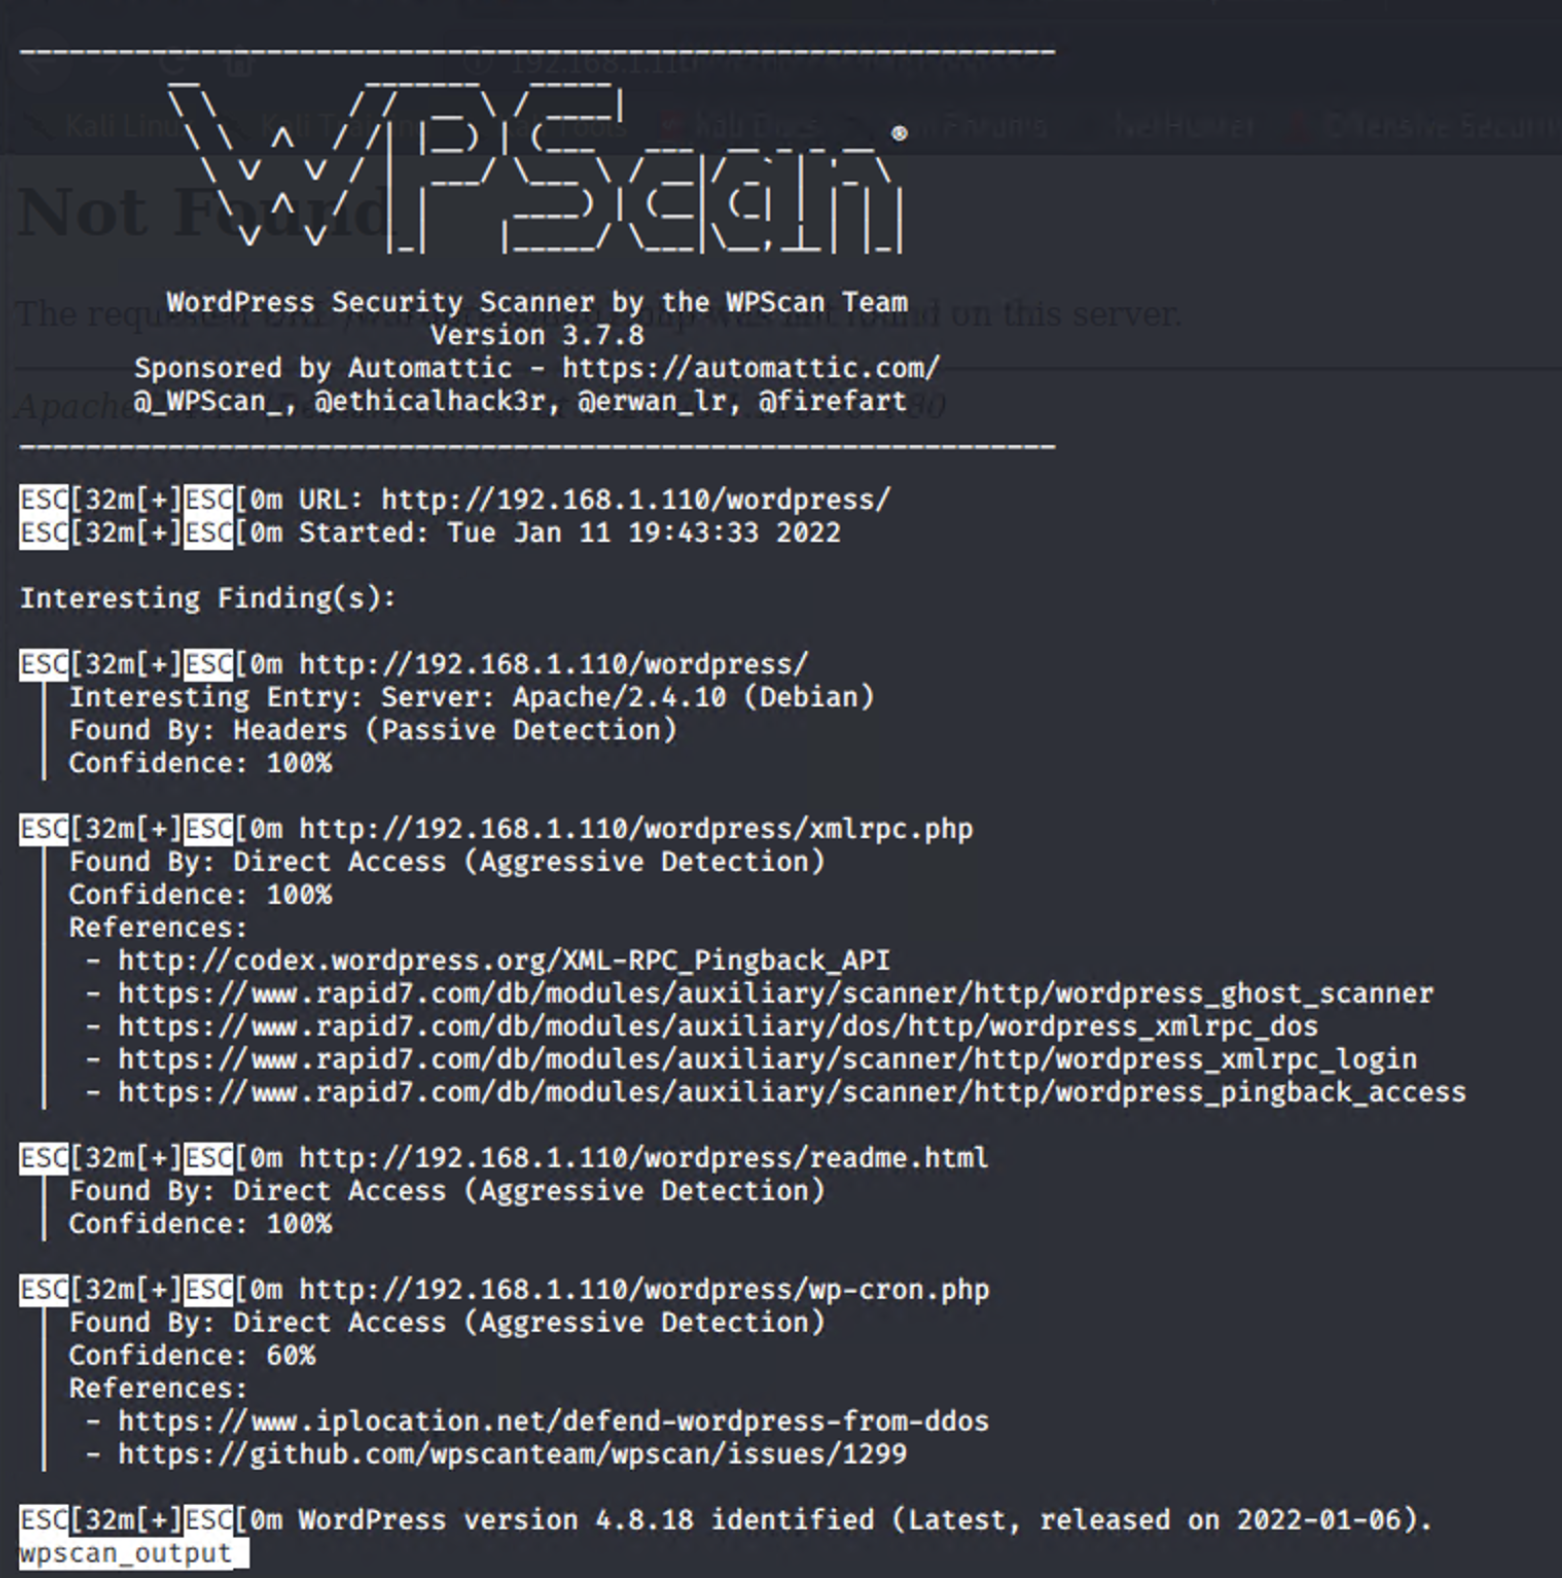 WPScan ®
WordPress Security Scanner by the WPScan Team
Version 3.7.8
Sponsored by Automattic - https://automattic.com/
@_WPScan_, @ethicalhack3r, @erwan_lr, @firefart
ESC[32m[+]ESC[0m URL: http://192.168.1.110/wordpress/
ESC[32m[+]ESC[0m Started: Tue Jan 11 19:43:33 2022
Interesting Finding(s):
ESC[32m[+]ESC[0m http://192.168.1.110/wordpress/
| Interesting Entry: Server: Apache/2.4.10 (Debian)
| Found By: Headers (Passive Detection)
| Confidence: 100%
ESC[32m[+]ESC[0m http://192.168.1.110/wordpress/xmlrpc.php
| Found By: Direct Access (Aggressive Detection)
| Confidence: 100%
| References:
|  - http://codex.wordpress.org/XML-RPC_Pingback_API
|  - https://www.rapid7.com/db/modules/auxiliary/scanner/http/wordpress_ghost_scanner
|  - https://www.rapid7.com/db/modules/auxiliary/dos/http/wordpress_xmlrpc_dos
|  - https://www.rapid7.com/db/modules/auxiliary/scanner/http/wordpress_xmlrpc_login
|  - https://www.rapid7.com/db/modules/auxiliary/scanner/http/wordpress_pingback_access
ESC[32m[+]ESC[0m http://192.168.1.110/wordpress/readme.html
| Found By: Direct Access (Aggressive Detection)
| Confidence: 100%
ESC[32m[+]ESC[0m http://192.168.1.110/wordpress/wp-cron.php
| Found By: Direct Access (Aggressive Detection)
| Confidence: 60%
| References:
|  - https://www.iplocation.net/defend-wordpress-from-ddos
|  - https://github.com/wpscanteam/wpscan/issues/1299
ESC[32m[+]ESC[0m WordPress version 4.8.18 identified (Latest, released on 2022-01-06).
wpscan_output
Not Found